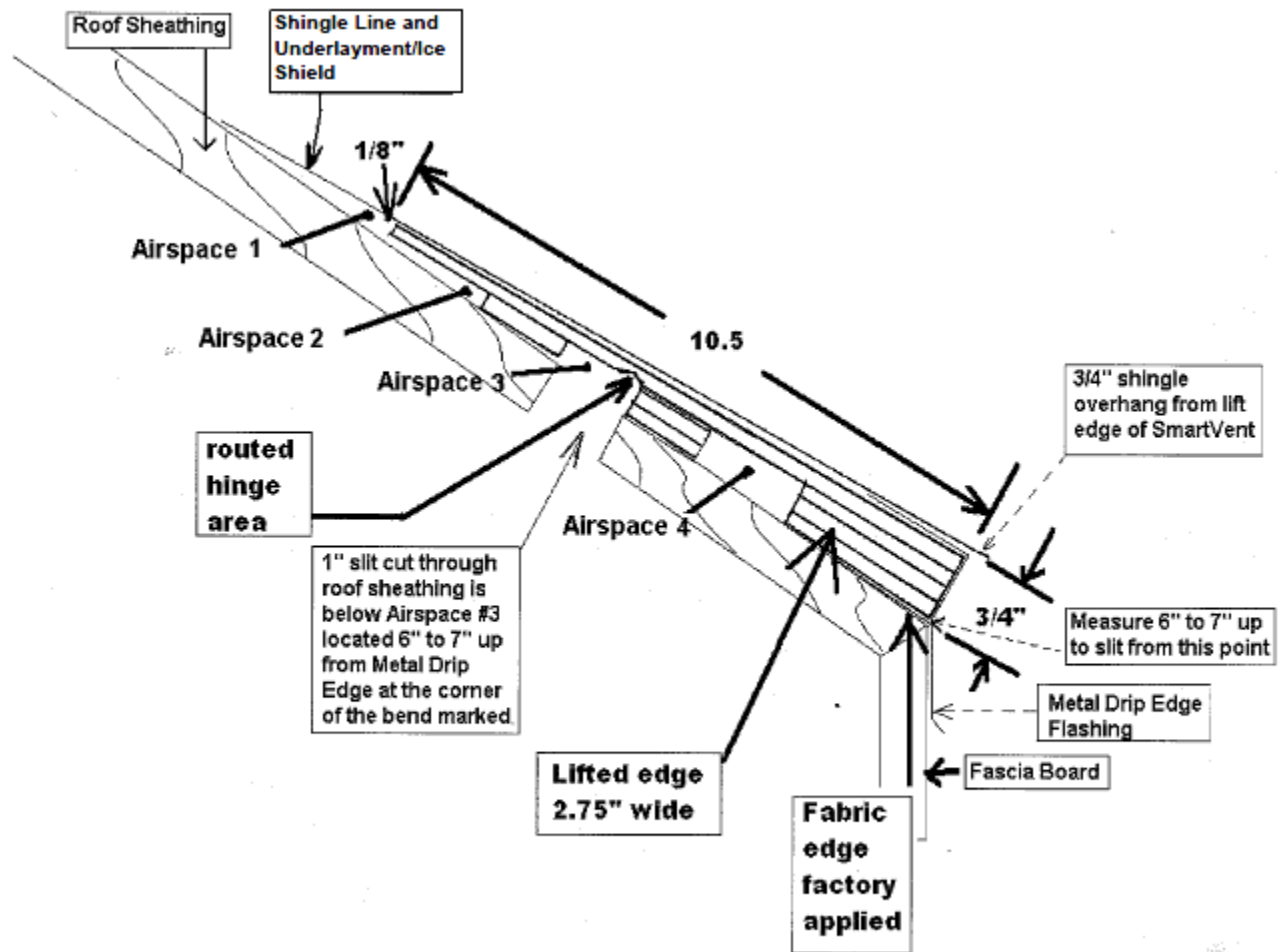 Roof Sheathing
Shingle Line and
Underlayment/Ice
Shield
1/8"
Airspace 1
Airspace 2
10.5
Airspace 3
3/4" shingle
overhang from lift
edge of SmartVent
routed
hinge
area
Airspace 4
1" slit cut through
roof sheathing is
below Airspace #3
located 6" to 7" up
from Metal Drip
Edge at the corner
of the bend marked
3/4"
Measure 6" to 7" up
to slit from this point
Metal Drip Edge
Flashing
Lifted edge
2.75" wide
Fascia Board
Fabric
edge
factory
applied